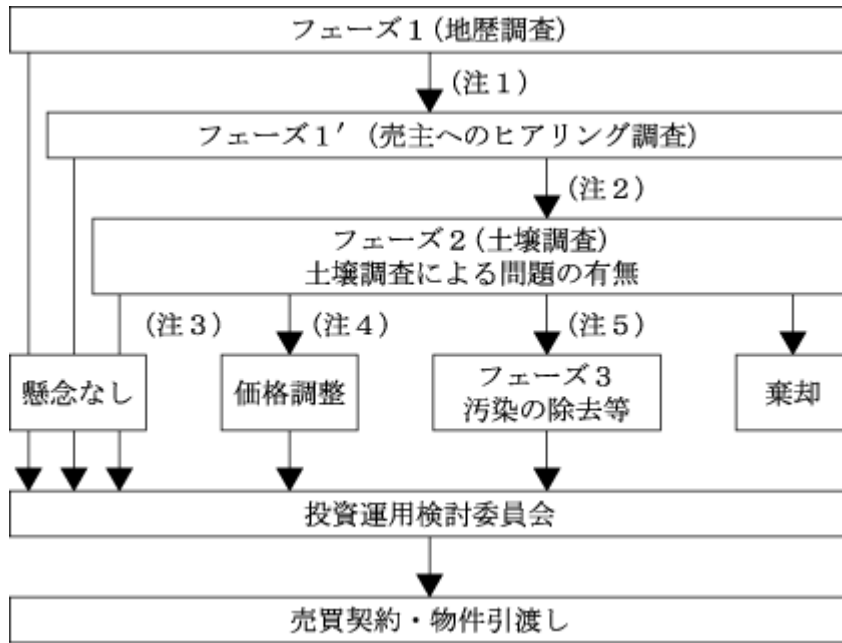 フェーズ１（地歴調査）
（注１）
フェーズ１′（売主へのヒアリング調査）
（注２）
フェーズ２（土壌調査）
土壌調査による問題の有無
（注３）
（注４）
（注５）
懸念なし
価格調整
フェーズ３
汚染の除去等
棄却
投資運用検討委員会
売買契約・物件引渡し